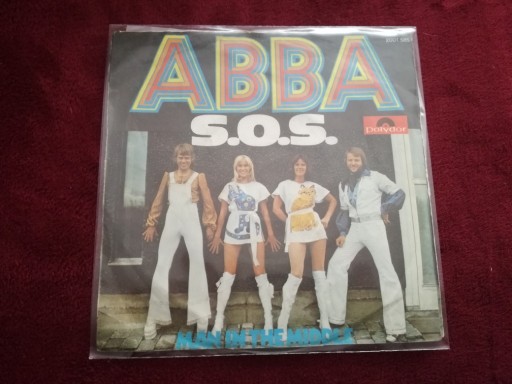 ABBA
S.O.S.
Polydor
MAN IN THE MIDDLE